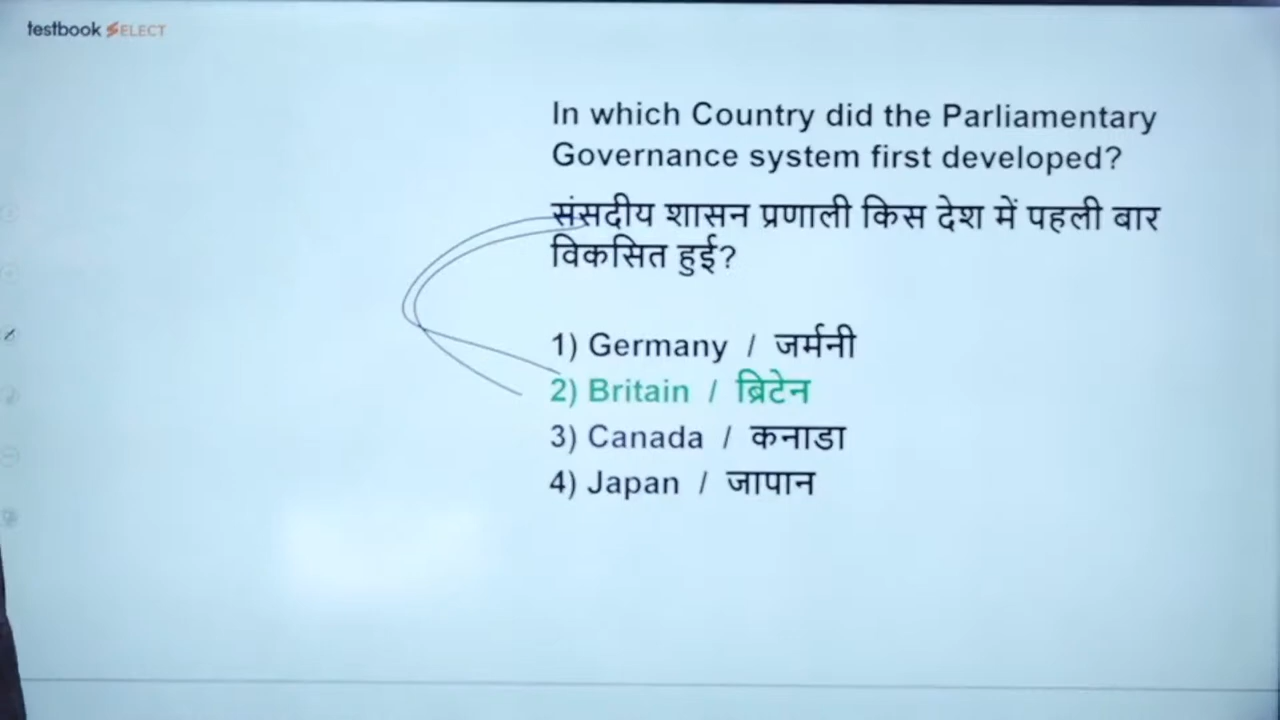 testbook SELECT
In which Country did the Parliamentary
Governance system first developed?
संसदीय शासन प्रणाली किस देश में पहली बार
विकसित हुई?
1) Germany / जर्मनी
2) Britain / ब्रिटेन
3) Canada / कनाडा
4) Japan / जापान